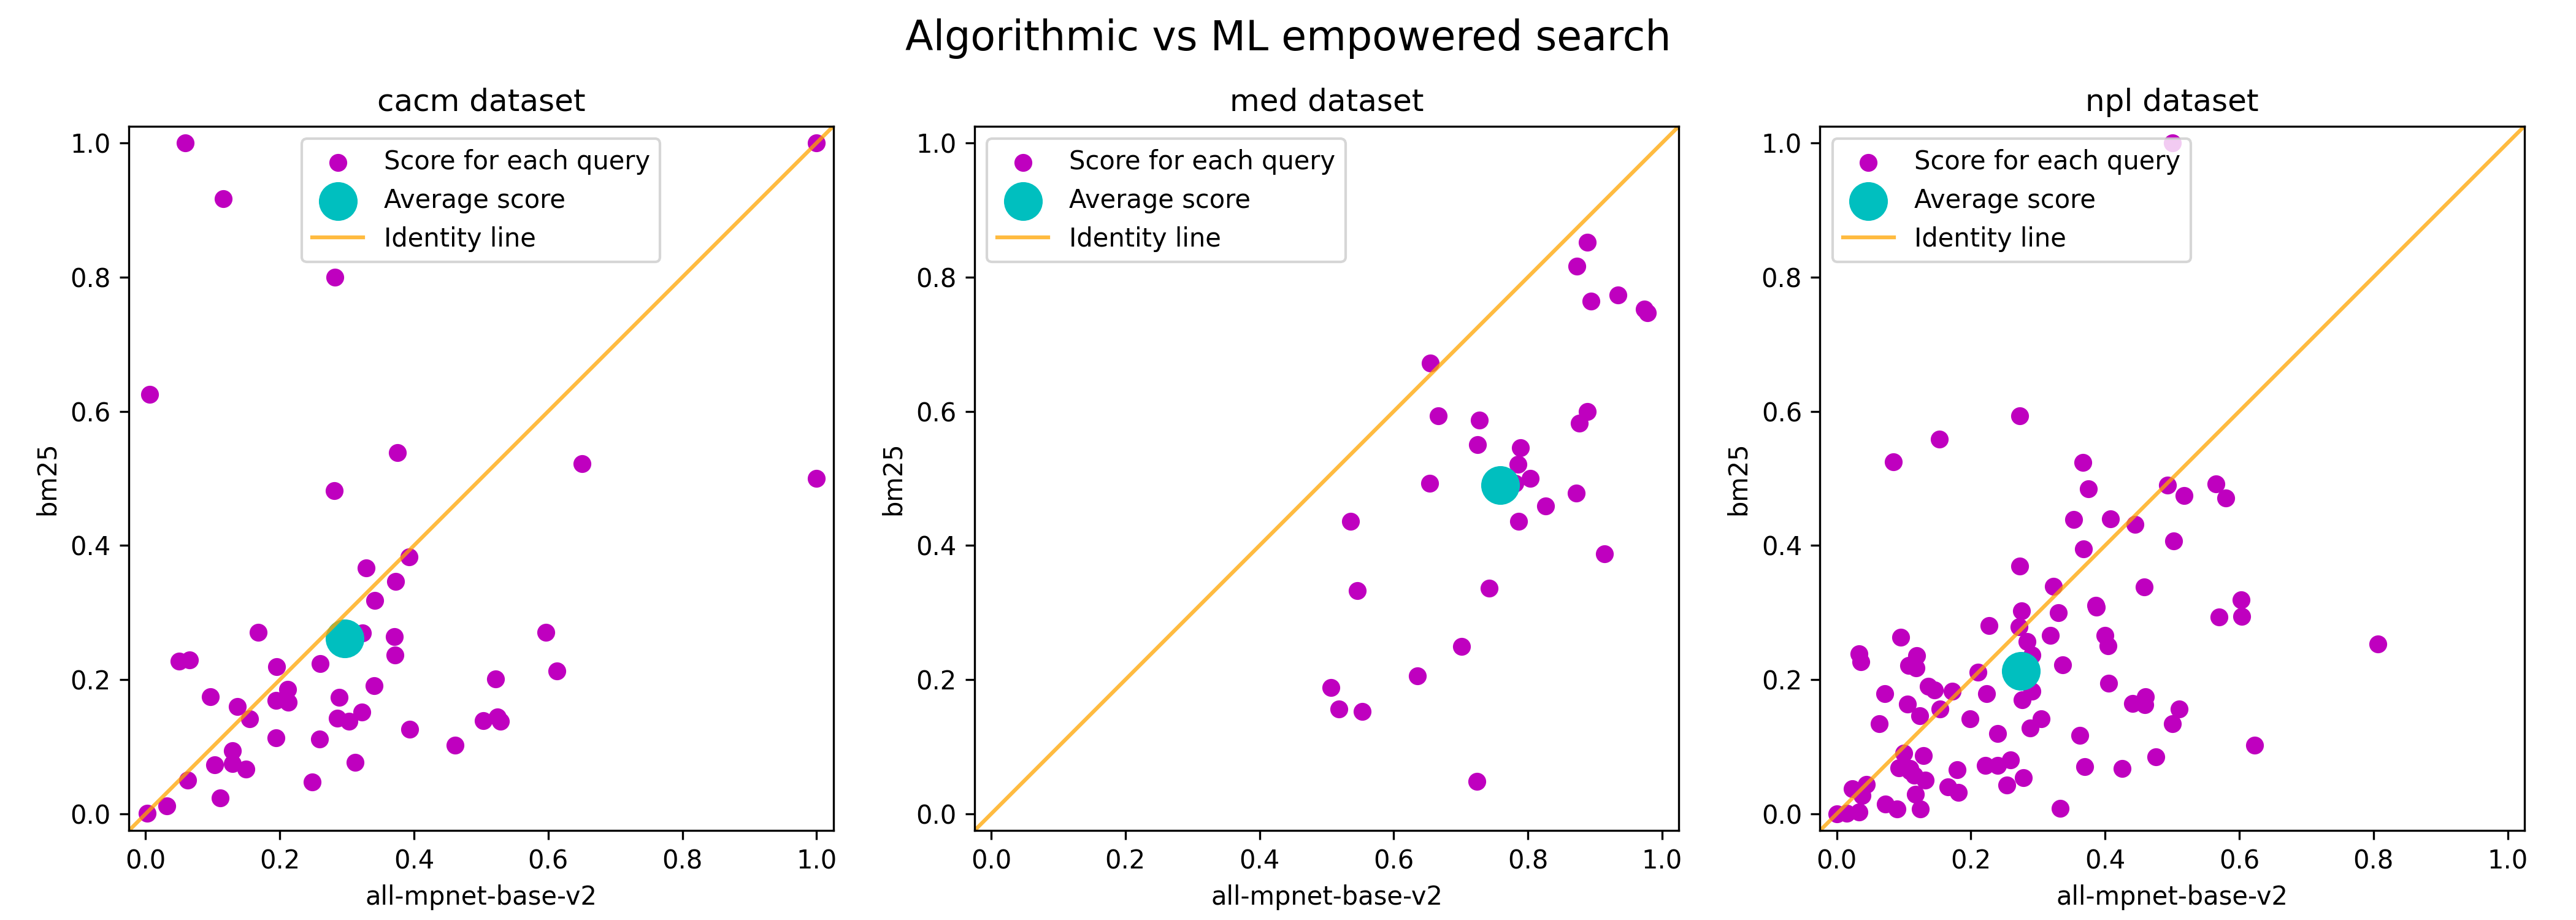 Algorithmic vs ML empowered search
cacm dataset
1.0
0.8
0.6
0.4
0.2
0.0
bm25
Score for each query
Average score
Identity line
0.0 0.2 0.4 0.6 0.8 1.0
all-mpnet-base-v2
med dataset
1.0
0.8
0.6
0.4
0.2
0.0
bm25
Score for each query
Average score
Identity line
0.0 0.2 0.4 0.6 0.8 1.0
all-mpnet-base-v2
npl dataset
1.0
0.8
0.6
0.4
0.2
0.0
bm25
Score for each query
Average score
Identity line
0.0 0.2 0.4 0.6 0.8 1.0
all-mpnet-base-v2